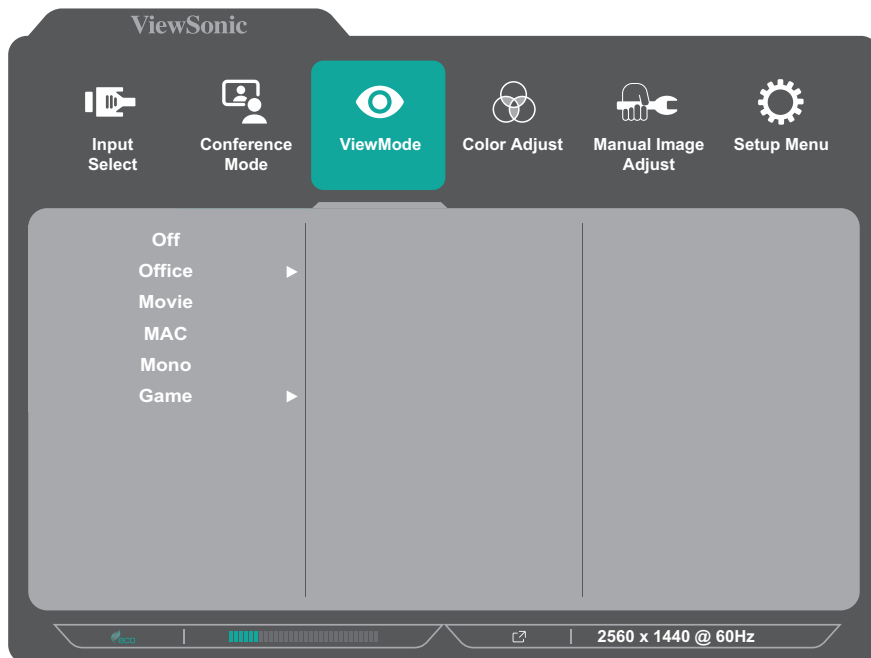 ViewSonic
Input
Select
Conference
Mode
ViewMode
Color Adjust
Manual Image
Adjust
Setup Menu
Off
Office
Movie
MAC
Mono
Game
eco
2560 x 1440 @ 60Hz